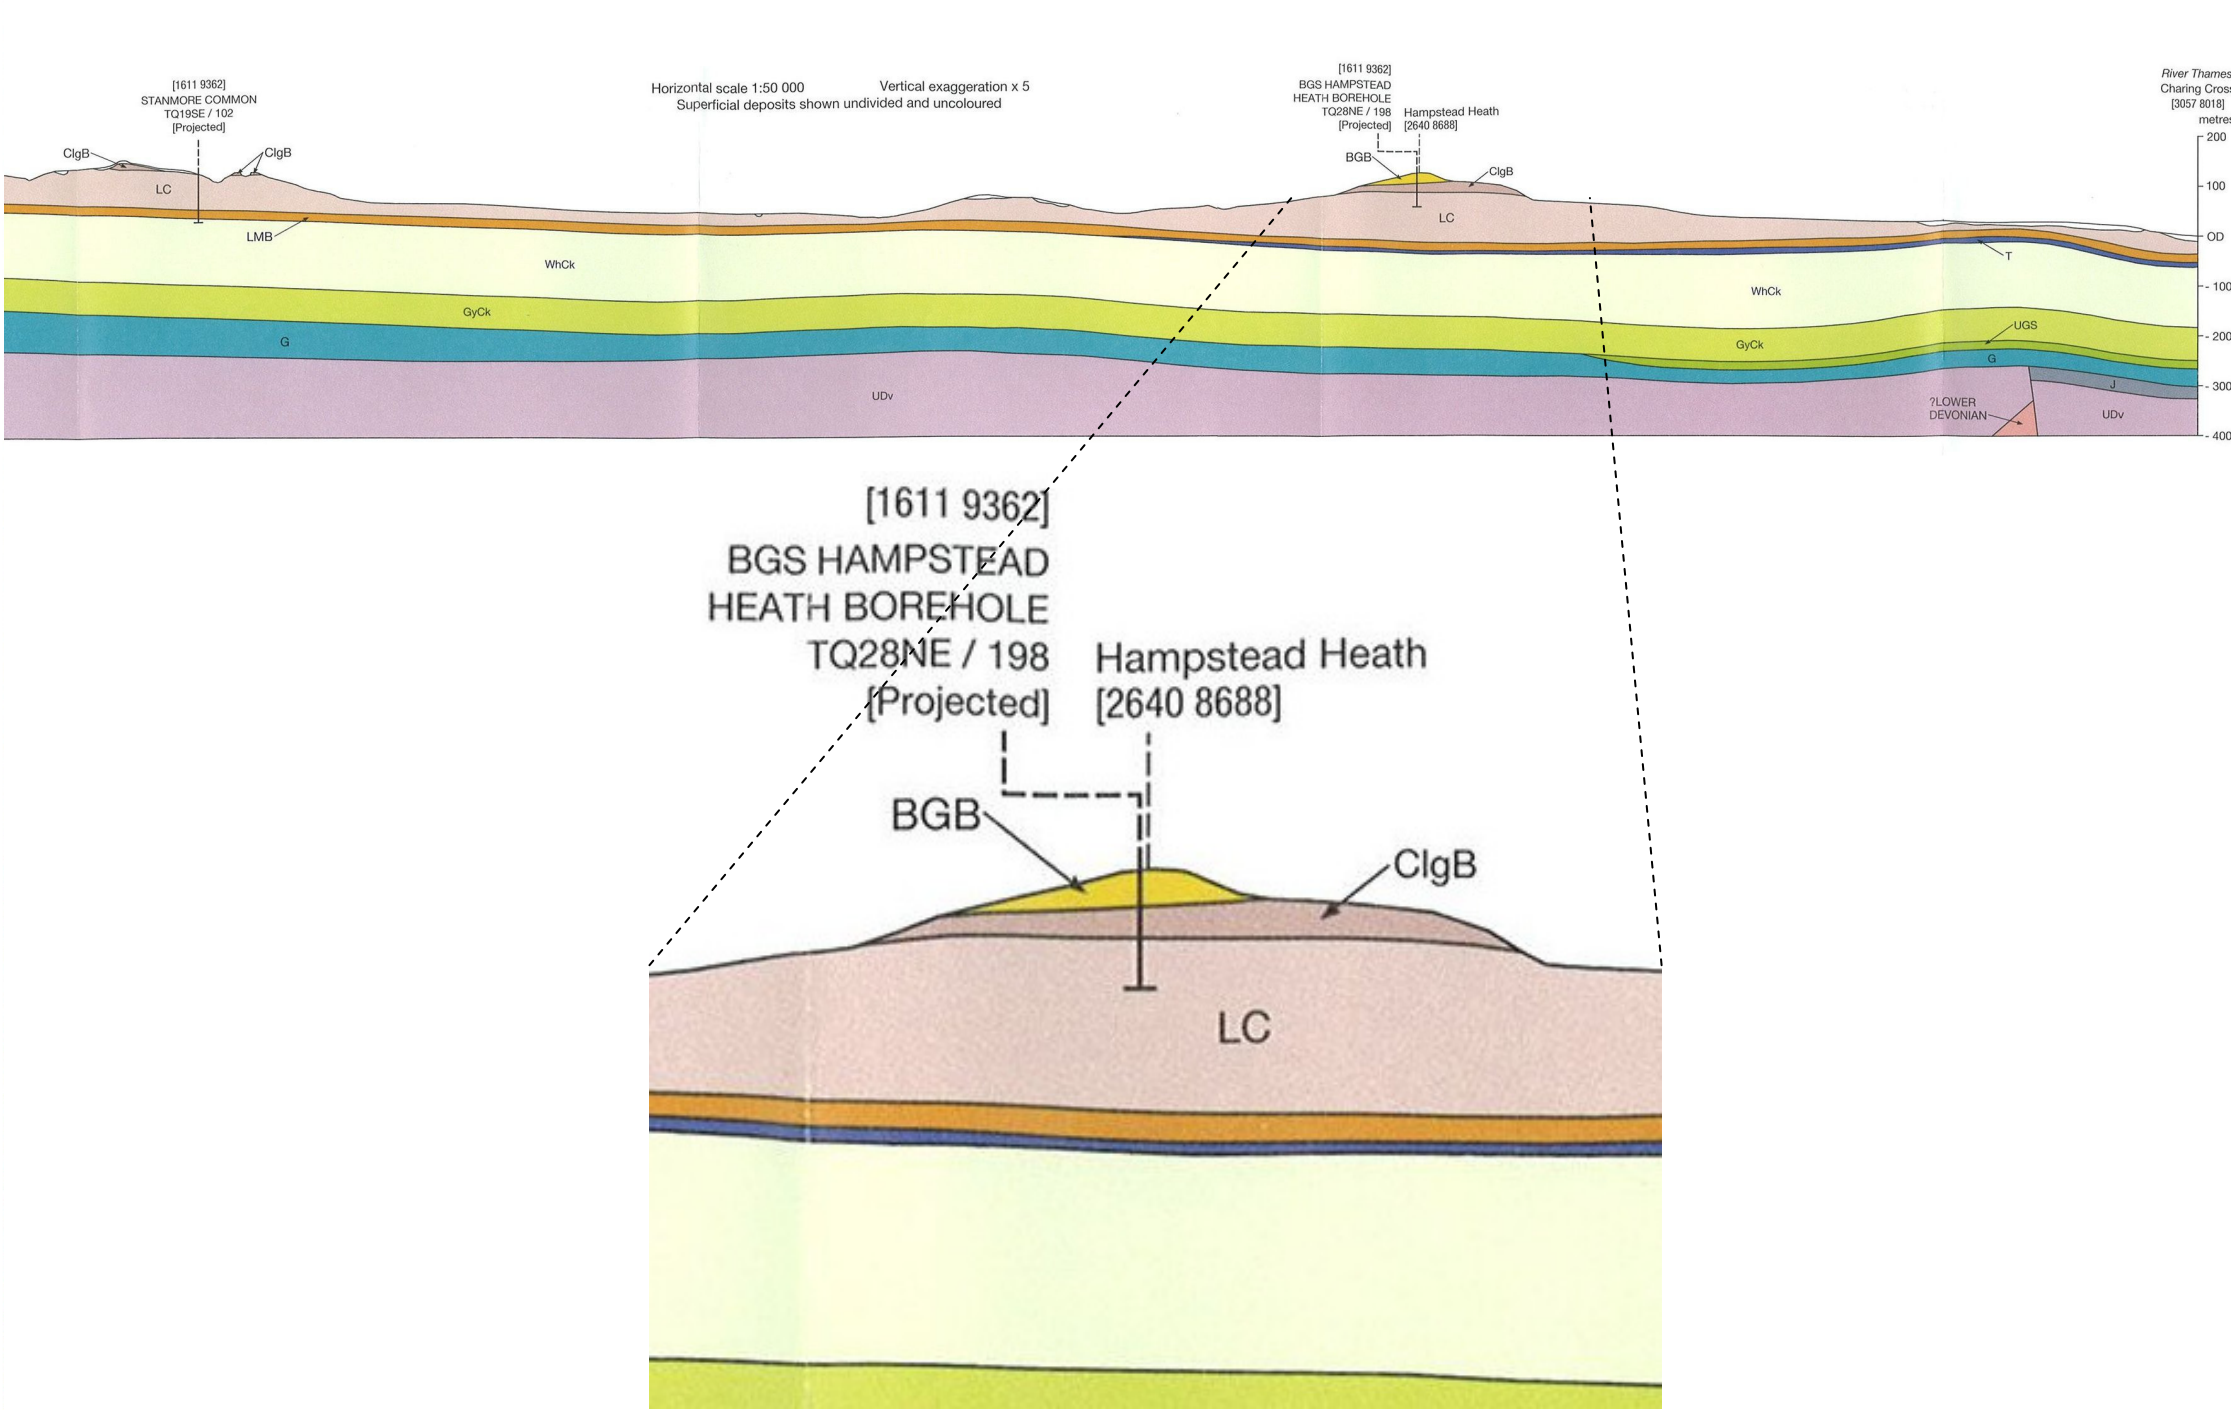 [1611 9362]
STANMORE COMMON
TQ19SE / 102
[Projected]
ClgB
ClgB
LC
LMB
Horizontal scale 1:50 000
Vertical exaggeration x 5
Superficial deposits shown undivided and uncoloured
[1611 9362]
BGS HAMPSTEAD
HEATH BOREHOLE
TQ28NE / 198
[Projected]
Hampstead Heath
[2640 8688]
BGB
ClgB
LC
River Thames
Charing Cross
[3057 8018]
metres
200
100
OD
- 100
- 200
- 300
- 400
T
WhCk
WhCk
GyCk
GyCk
UGS
G
G
J
UDv
UDv
?LOWER
DEVONIAN
[1611 9362]
BGS HAMPSTEAD
HEATH BOREHOLE
TQ28NE / 198
[Projected]
Hampstead Heath
[2640 8688]
BGB
ClgB
LC